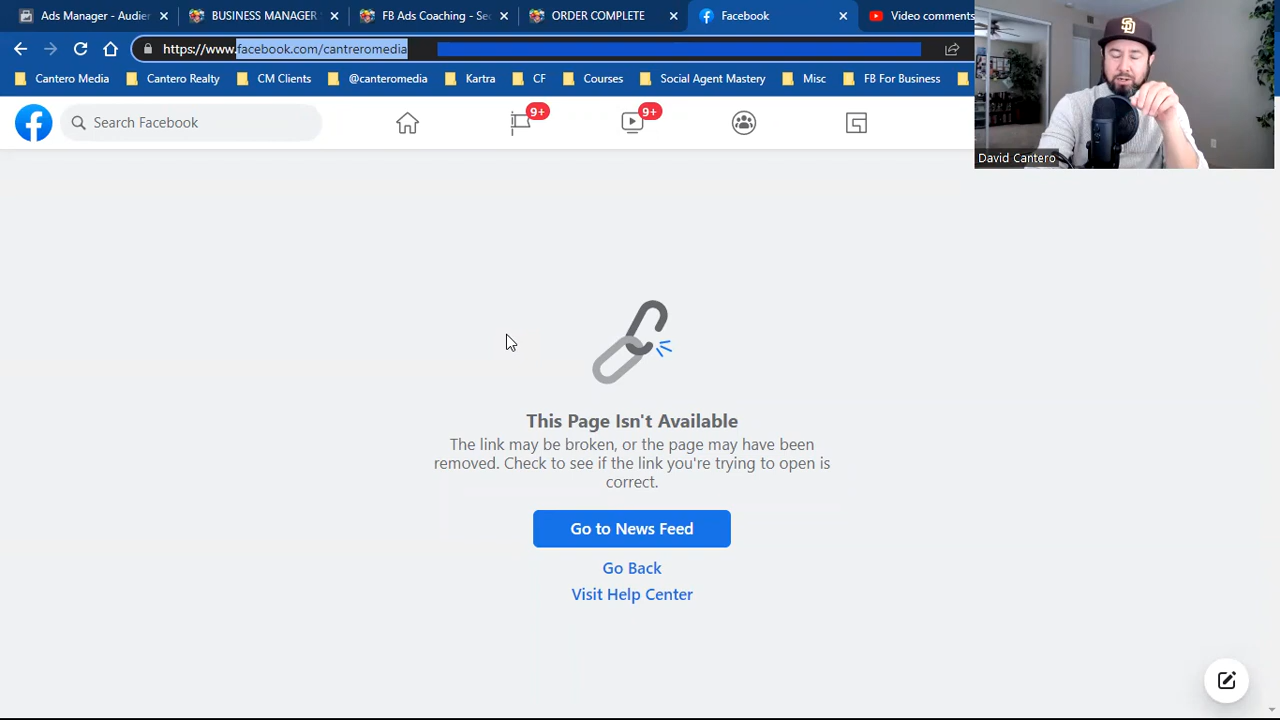 Ads Manager - Audien
BUSINESS MANAGER
FB Ads Coaching - Sec
ORDER COMPLETE
Facebook
Video comments
https://www.facebook.com/cantreromedia
Cantero Media
Cantero Realty
CM Clients
@canteromedia
Kartra
CF
Courses
Social Agent Mastery
Misc
FB For Business
Search Facebook
9+
9+
David Cantero
This Page Isn't Available
The link may be broken, or the page may have been
removed. Check to see if the link you're trying to open is
correct.
Go to News Feed
Go Back
Visit Help Center